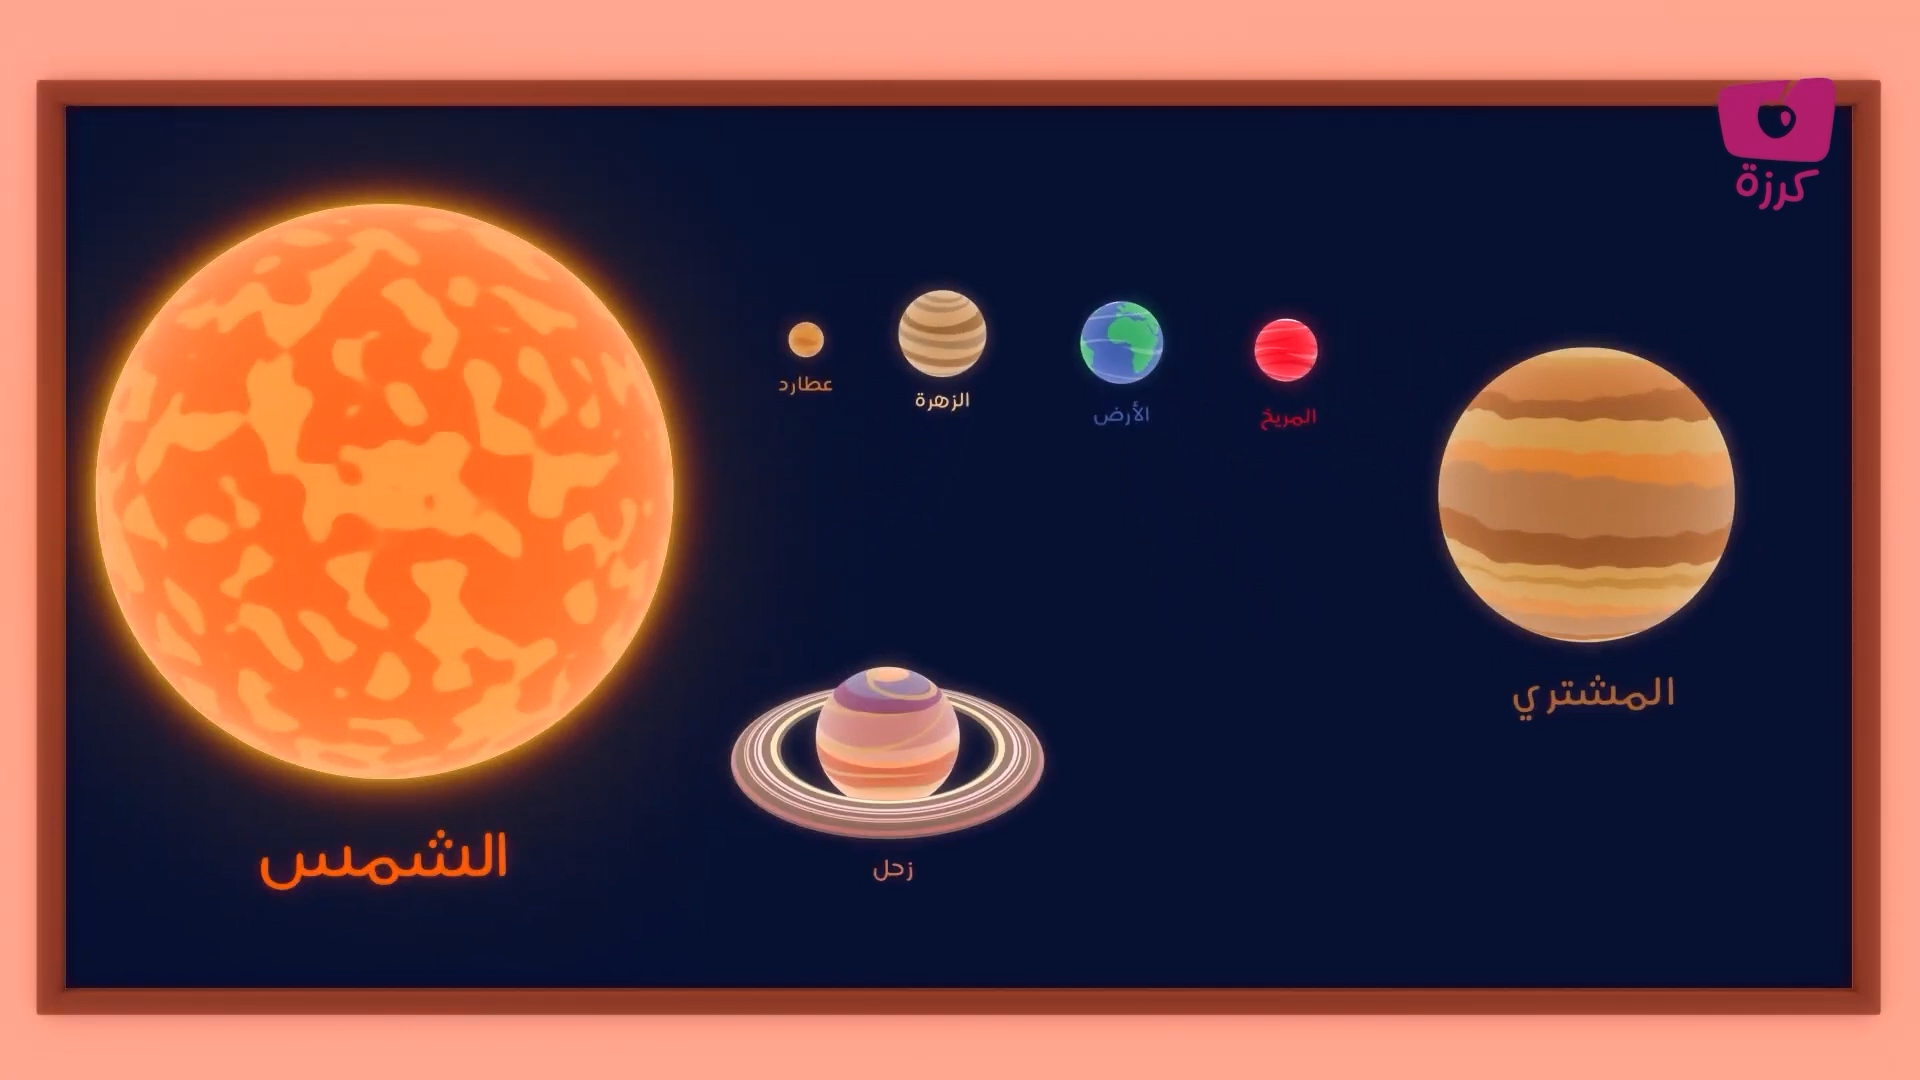 كرزة
عطارد
الزهرة
الأرض
المريخ
المشتري
الشمس
زحل